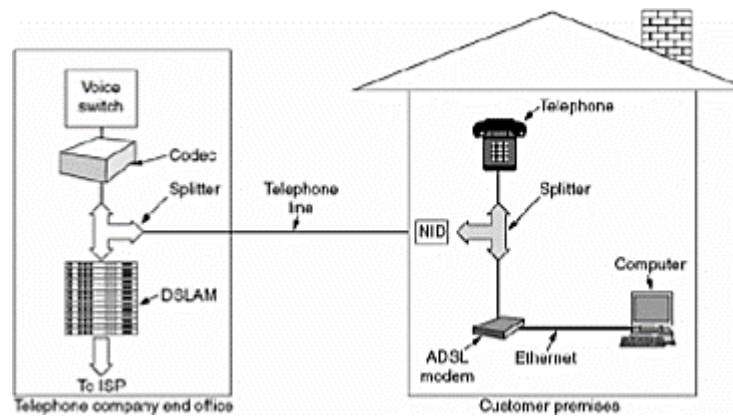 Voice
switch
Codec
Splitter
Telephone
line
DSLAM
To ISP
Telephone company end office
Telephone
Splitter
NID
Computer
ADSL
modem
Ethernet
Customer premises